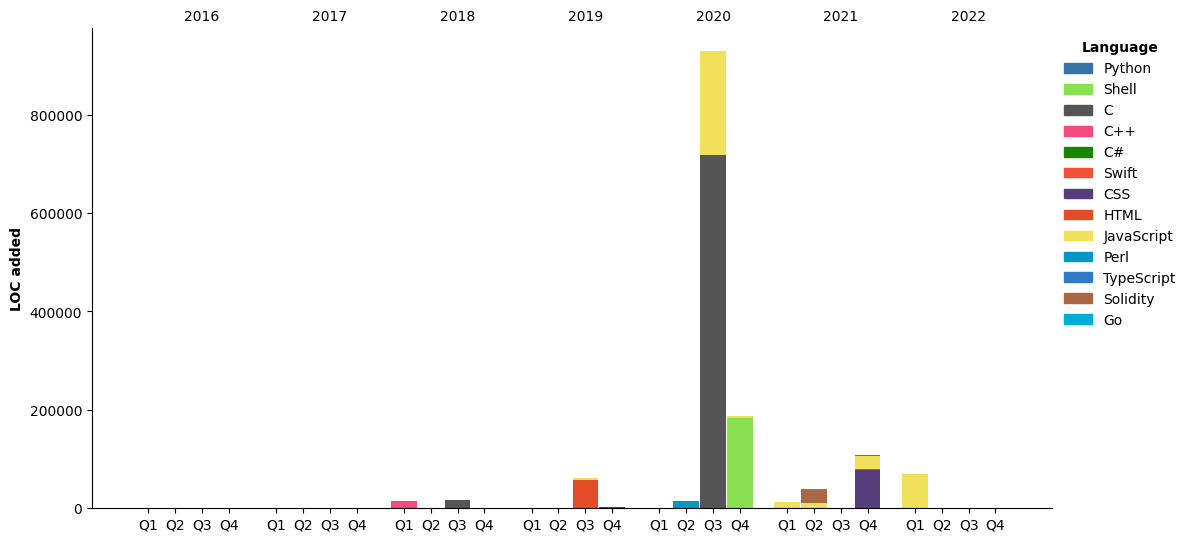 2016 2017 2018 2019 2020 2021 2022
LOC added
800000
600000
400000
200000
0
Q1 Q2 Q3 Q4 Q1 Q2 Q3 Q4 Q1 Q2 Q3 Q4 Q1 Q2 Q3 Q4 Q1 Q2 Q3 Q4 Q1 Q2 Q3 Q4 Q1 Q2 Q3 Q4
Language
Python
Shell
C
C++
C#
Swift
CSS
HTML
JavaScript
Perl
TypeScript
Solidity
Go